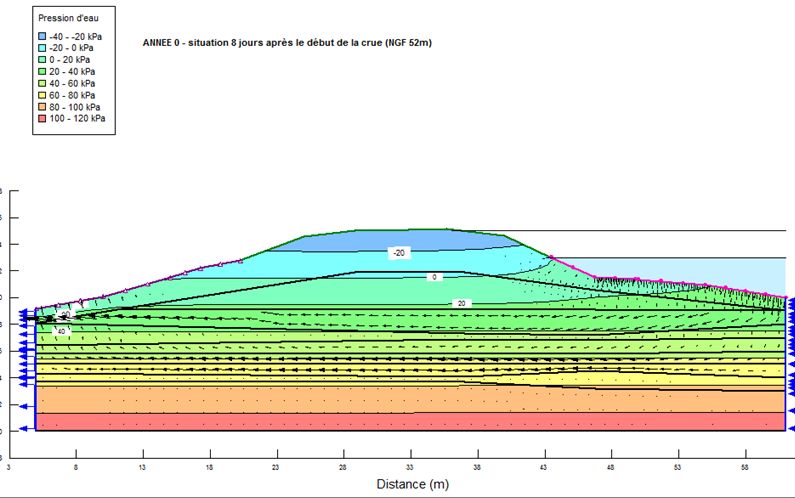 Pression d'eau
-40 - -20 kPa
-20 - 0 kPa
0 - 20 kPa
20 - 40 kPa
40 - 60 kPa
60 - 80 kPa
80 - 100 kPa
100 - 120 kPa
ANNEE 0 - situation 8 jours après le début de la crue (NGF 52m)
-20
0
20
40
3 8 13 18 23 28 33 38 43 48 53 58
Distance (m)